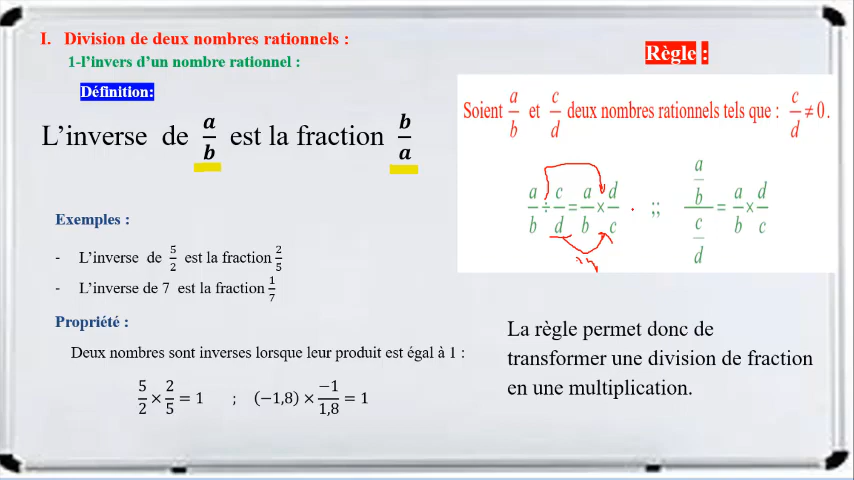 I. Division de deux nombres rationnels :
1-l’invers d’un nombre rationnel :
Définition:
L’inverse de a/b est la fraction b/a
Exemples :
- L’inverse de 5/2 est la fraction 2/5
- L’inverse de 7 est la fraction 1/7
Propriété :
Deux nombres sont inverses lorsque leur produit est égal à 1 :
5/2 × 2/5 = 1 ; (−1,8) × −1/1,8 = 1
Règle :
Soient a/b et c/d deux nombres rationnels tels que : c/d ≠ 0.
a/b ÷ c/d = a/b × d/c ;; (a/b)/(c/d) = a/b × d/c
La règle permet donc de
transformer une division de fraction
en une multiplication.